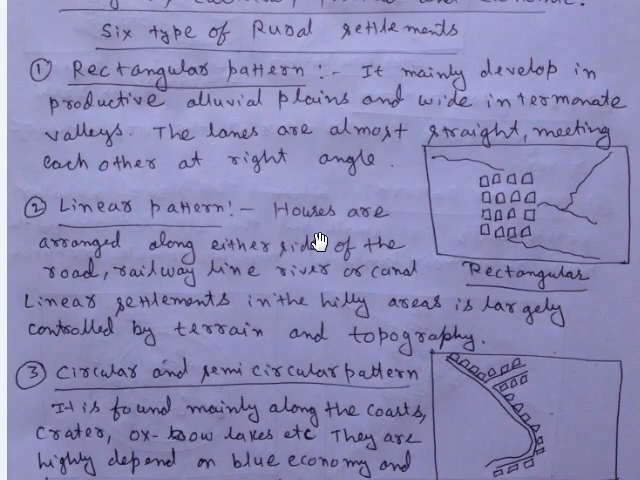 Six type of Rural settlements
① Rectangular pattern :- It mainly develop in
productive alluvial plains and wide intermonate
valleys. The lanes are almost straight, meeting
each other at right angle.
② Linear pattern :- Houses are
arranged along either side of the
road, railway line river or canal
Rectangular
Linear settlements in the hilly areas is largely
controlled by terrain and topography.
③ Circular and semi circular pattern
It is found mainly along the coasts,
Crater, ox-bow lakes etc They are
highly depend on blue economy and